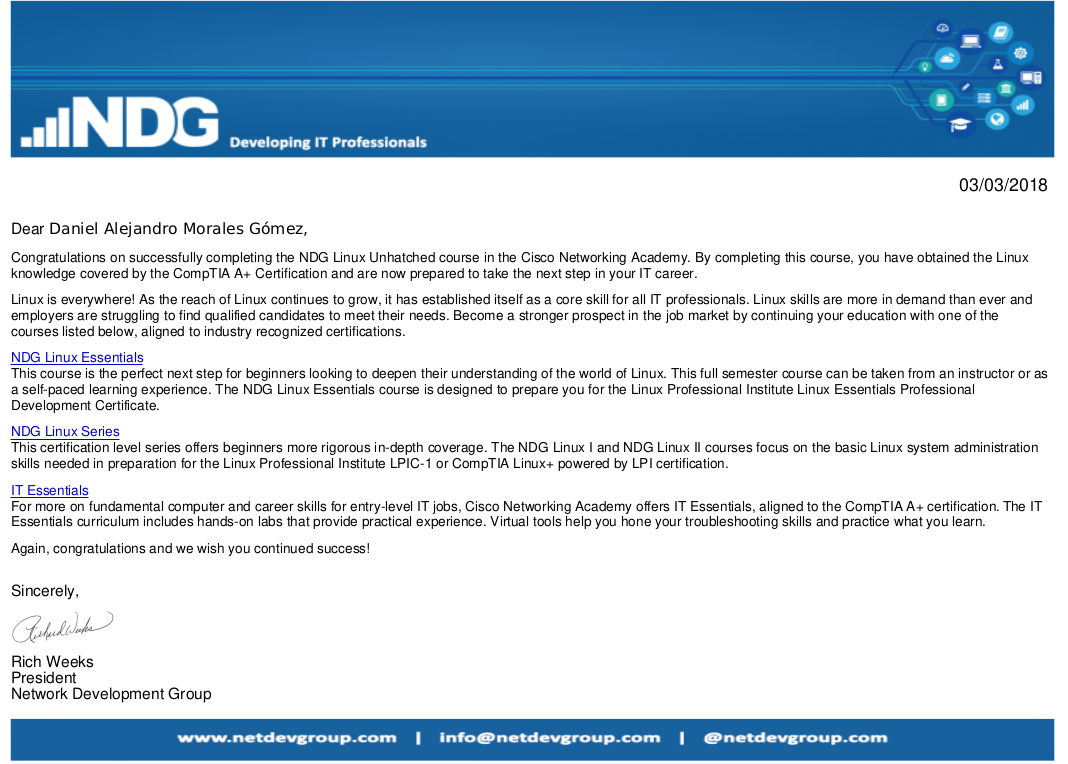 NDG Developing IT Professionals
03/03/2018
Dear Daniel Alejandro Morales Gómez,
Congratulations on successfully completing the NDG Linux Unhatched course in the Cisco Networking Academy. By completing this course, you have obtained the Linux
knowledge covered by the CompTIA A+ Certification and are now prepared to take the next step in your IT career.
Linux is everywhere! As the reach of Linux continues to grow, it has established itself as a core skill for all IT professionals. Linux skills are more in demand than ever and
employers are struggling to find qualified candidates to meet their needs. Become a stronger prospect in the job market by continuing your education with one of the
courses listed below, aligned to industry recognized certifications.
NDG Linux Essentials
This course is the perfect next step for beginners looking to deepen their understanding of the world of Linux. This full semester course can be taken from an instructor or as
a self-paced learning experience. The NDG Linux Essentials course is designed to prepare you for the Linux Professional Institute Linux Essentials Professional
Development Certificate.
NDG Linux Series
This certification level series offers beginners more rigorous in-depth coverage. The NDG Linux I and NDG Linux II courses focus on the basic Linux system administration
skills needed in preparation for the Linux Professional Institute LPIC-1 or CompTIA Linux+ powered by LPI certification.
IT Essentials
For more on fundamental computer and career skills for entry-level IT jobs, Cisco Networking Academy offers IT Essentials, aligned to the CompTIA A+ certification. The IT
Essentials curriculum includes hands-on labs that provide practical experience. Virtual tools help you hone your troubleshooting skills and practice what you learn.
Again, congratulations and we wish you continued success!
Sincerely,
Richard Weeks
Rich Weeks
President
Network Development Group
www.netdevgroup.com | info@netdevgroup.com | @netdevgroup.com